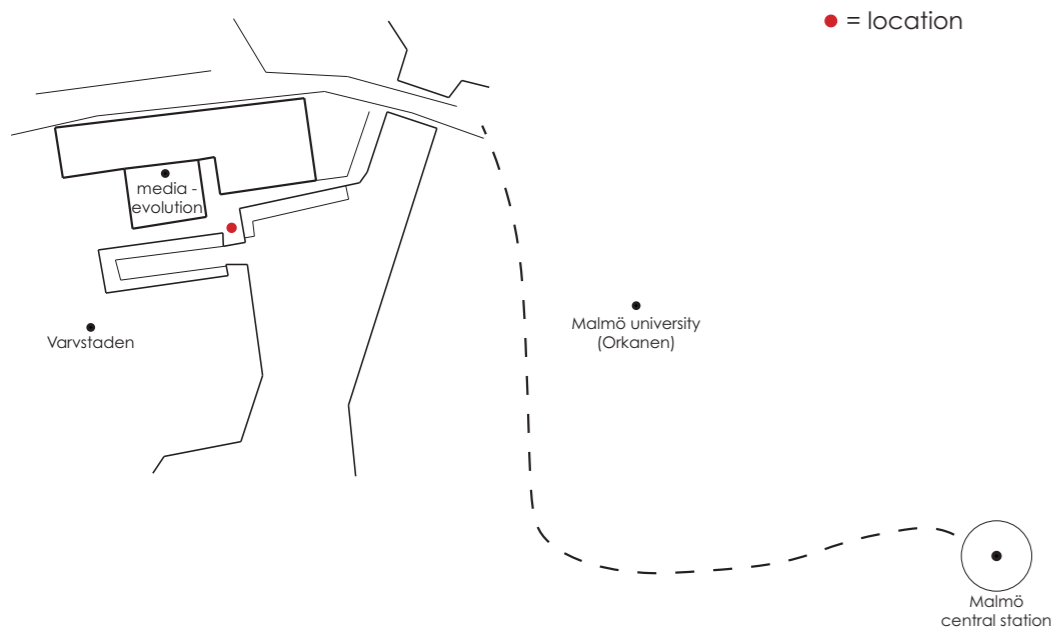 = location
media -
evolution
Malmö university
(Orkanen)
Varvstaden
Malmö
central station